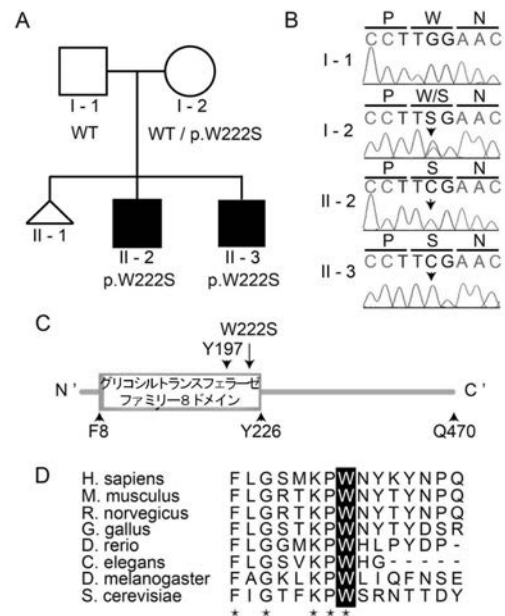 A
I - 1
WT
I - 2
WT / p.W222S
II - 1
II - 2
p.W222S
II - 3
p.W222S
B
P W N
I - 1
C C T T G G A A C
P W/S N
I - 2
C C T T S G A A C
P S N
II - 2
C C T T C G A A C
P S N
II - 3
C C T T C G A A C
C
W222S
Y197
N ' グリコシルトランスフェラーゼ C '
ファミリー8ドメイン
F8 Y226 Q470
D
H. sapiens F L G S M K P W N Y K Y N P Q
M. musculus F L G R T K P W N Y T Y N P Q
R. norvegicus F L G R T K P W N Y T Y N P Q
G. gallus F L G S T K P W N Y T Y D S R
D. rerio F L G G M K P W H L P Y D P -
C. elegans F L G S V K P W H G - - - - -
D. melanogaster F A G K L K P W L I Q F N S E
S. cerevisiae F I G T F K P W S R N T T D Y
* * * * *